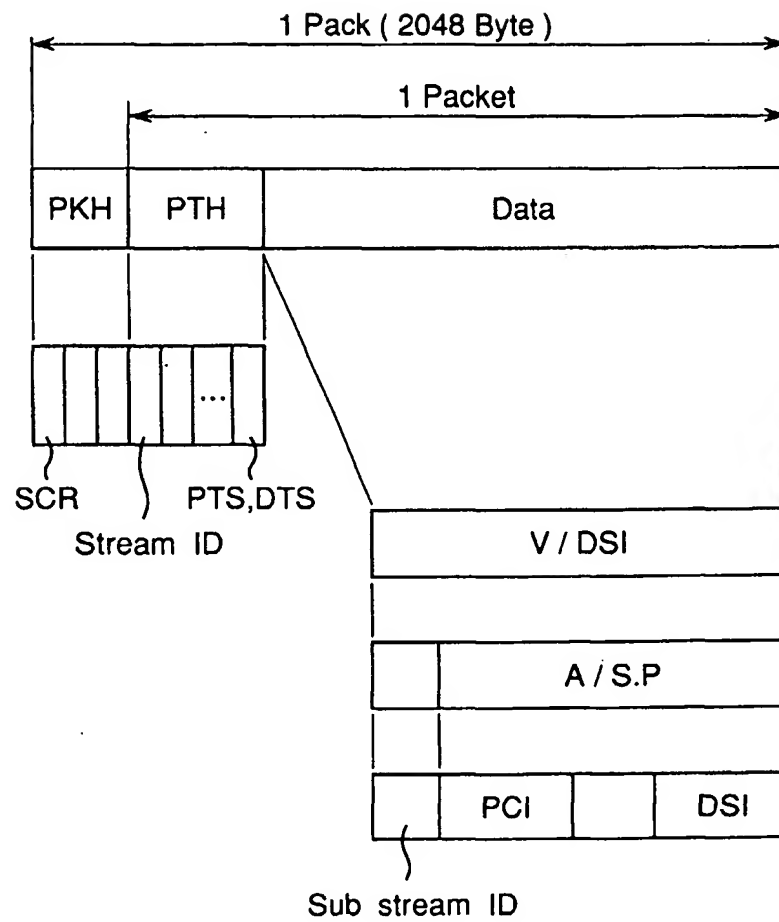 1 Pack ( 2048 Byte )
1 Packet
PKH PTH Data
...
SCR PTS,DTS
Stream ID
V / DSI
A / S.P
PCI DSI
Sub stream ID